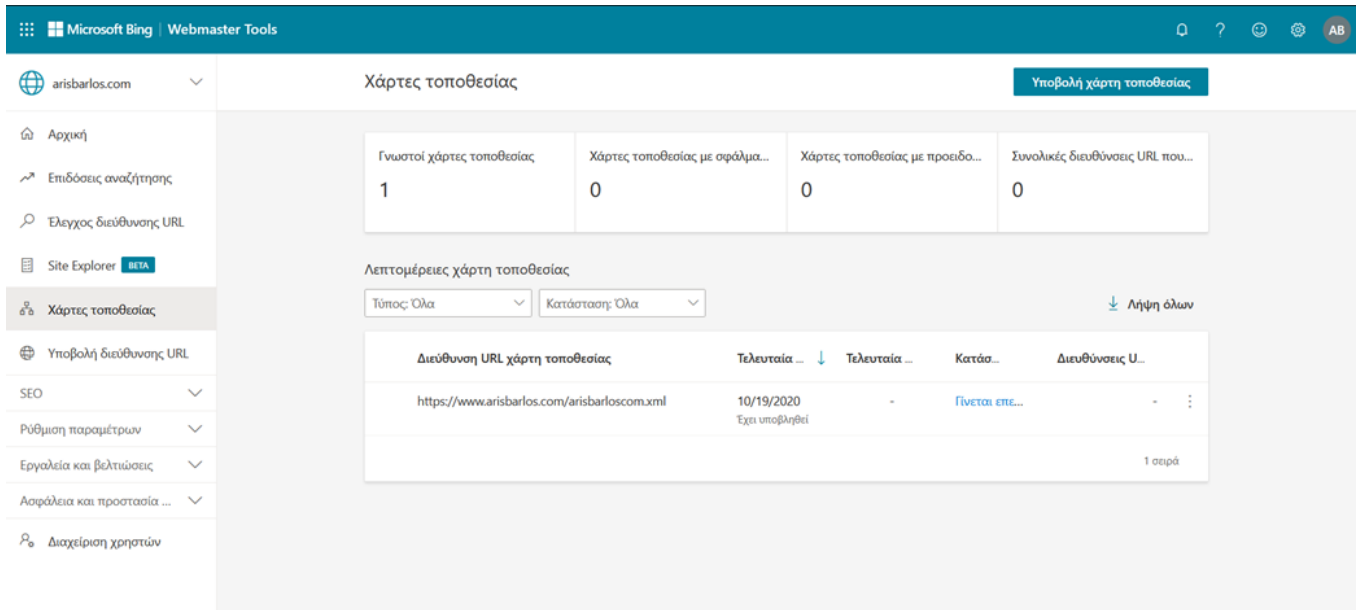 Microsoft Bing | Webmaster Tools
AB
arisbarlos.com
Αρχική
Επιδόσεις αναζήτησης
Έλεγχος διεύθυνσης URL
Site Explorer BETA
Χάρτες τοποθεσίας
Υποβολή διεύθυνσης URL
SEO
Ρύθμιση παραμέτρων
Εργαλεία και βελτιώσεις
Ασφάλεια και προστασία ...
Διαχείριση χρηστών
Χάρτες τοποθεσίας
Υποβολή χάρτη τοποθεσίας
Γνωστοί χάρτες τοποθεσίας
1
Χάρτες τοποθεσίας με σφάλμα...
0
Χάρτες τοποθεσίας με προειδο...
0
Συνολικές διευθύνσεις URL που...
0
Λεπτομέρειες χάρτη τοποθεσίας
Τύπος: Όλα
Κατάσταση: Όλα
Λήψη όλων
Διεύθυνση URL χάρτη τοποθεσίας Τελευταία ... Τελευταία ... Κατάσ... Διευθύνσεις U...
https://www.arisbarlos.com/arisbarloscom.xml 10/19/2020 - Γίνεται επε... -
Έχει υποβληθεί
1 σειρά